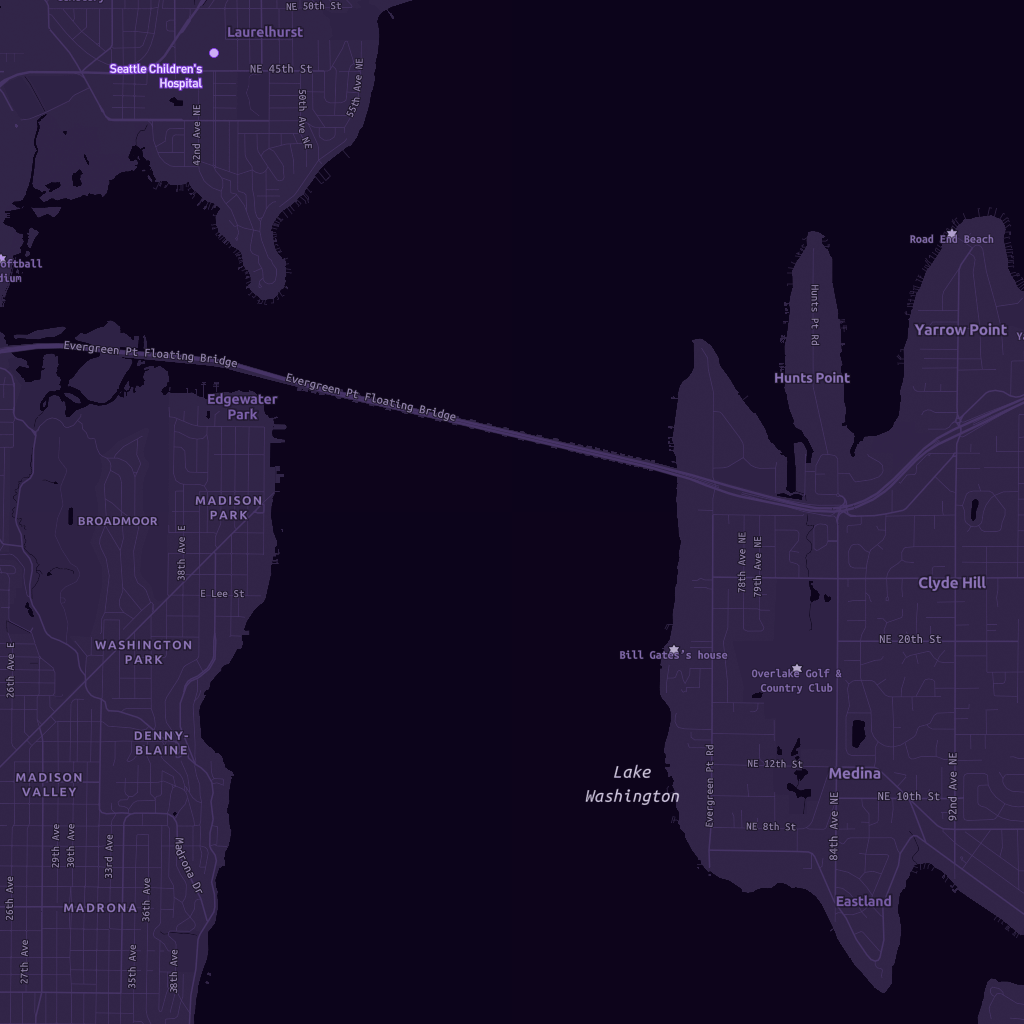 NE 50th St
Laurelhurst
Seattle Children's
Hospital
NE 45th St
50th Ave NE
55th Ave NE
42nd Ave NE
Road End Beach
oftball
dium
Hunts Pt Rd
Yarrow Point
Evergreen Pt Floating Bridge
Evergreen Pt Floating Bridge
Hunts Point
Edgewater
Park
MADISON
PARK
BROADMOOR
38th Ave E
78th Ave NE
79th Ave NE
Clyde Hill
E Lee St
NE 20th St
WASHINGTON
PARK
26th Ave E
Bill Gates's house
Overlake Golf &
Country Club
DENNY-
BLAINE
MADISON
VALLEY
Lake
Washington
Evergreen Pt Rd
NE 12th St
Medina
92nd Ave NE
NE 10th St
84th Ave NE
NE 8th St
29th Ave
30th Ave
33rd Ave
Madrona Dr
26th Ave
36th Ave
MADRONA
Eastland
27th Ave
35th Ave
38th Ave